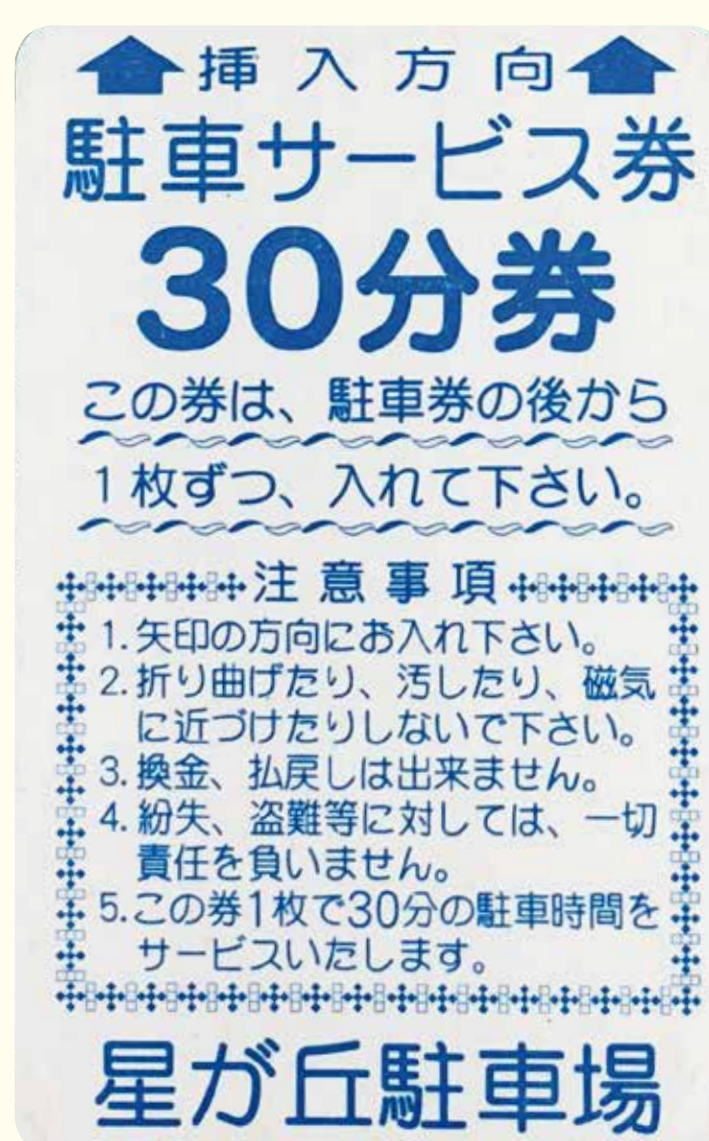 挿入方向
駐車サービス券
30分券
この券は、駐車券の後から
1枚ずつ、入れて下さい。
注意事項
1.矢印の方向にお入れ下さい。
2.折り曲げたり、汚したり、磁気
に近づけたりしないで下さい。
3.換金、払戻しは出来ません。
4.紛失、盗難等に対しては、一切
責任を負いません。
5.この券1枚で30分の駐車時間を
サービスいたします。
星が丘駐車場